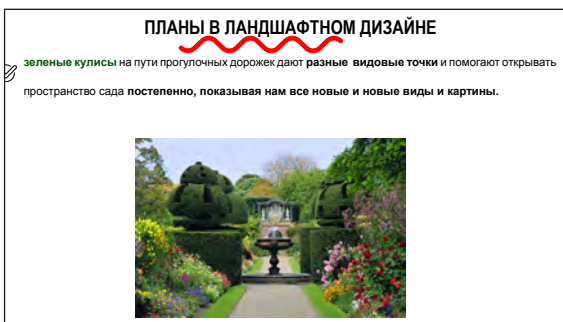 ПЛАНЫ В ЛАНДШАФТНОМ ДИЗАЙНЕ
зеленые кулисы на пути прогулочных дорожек дают разные видовые точки и помогают открывать
пространство сада постепенно, показывая нам все новые и новые виды и картины.